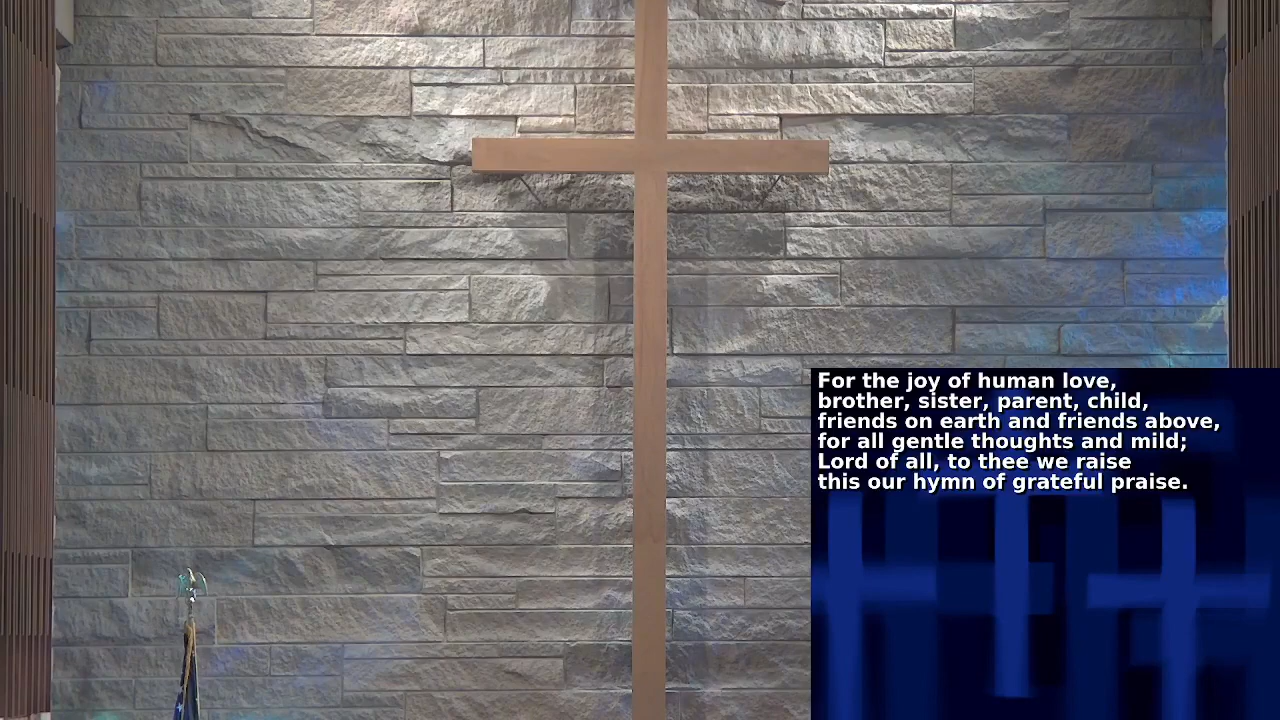 For the joy of human love,
brother, sister, parent, child,
friends on earth and friends above,
for all gentle thoughts and mild;
Lord of all, to thee we raise
this our hymn of grateful praise.